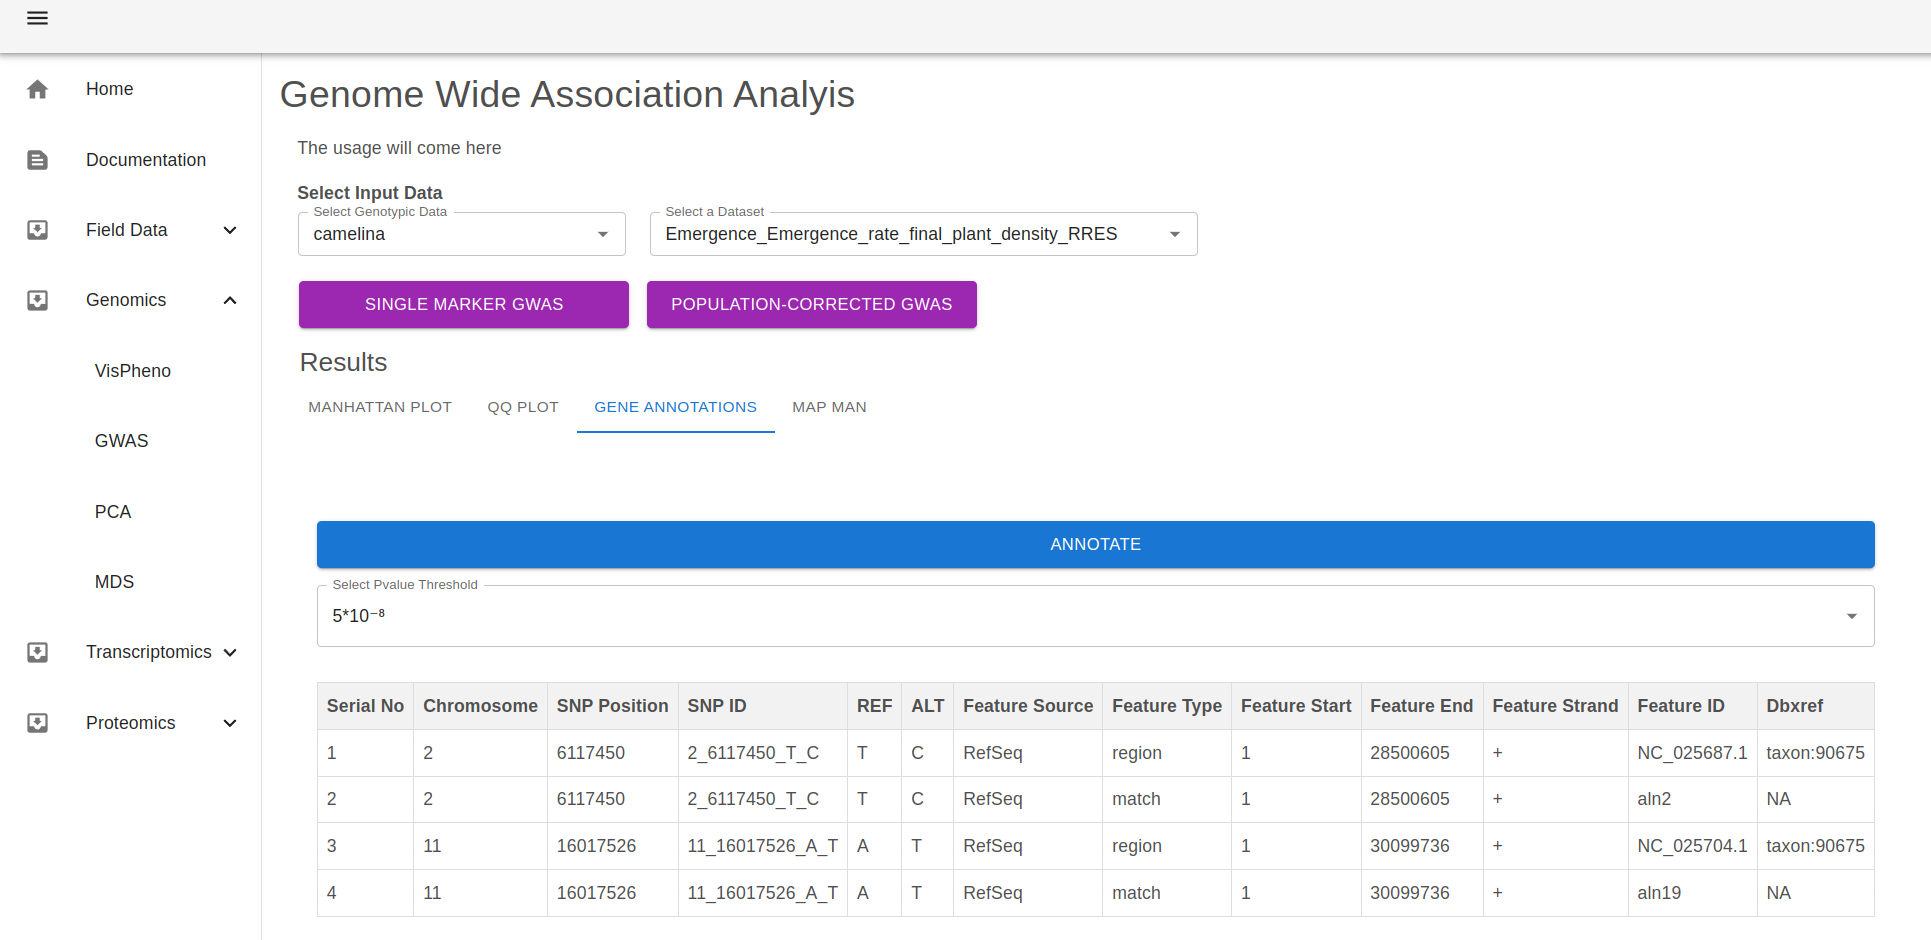 Home
Documentation
Field Data
Genomics
VisPheno
GWAS
PCA
MDS
Transcriptomics
Proteomics
Genome Wide Association Analyis
The usage will come here
Select Input Data
Select Genotypic Data
camelina
Select a Dataset
Emergence_Emergence_rate_final_plant_density_RRES
SINGLE MARKER GWAS
POPULATION-CORRECTED GWAS
Results
MANHATTAN PLOT QQ PLOT GENE ANNOTATIONS MAP MAN
ANNOTATE
Select Pvalue Threshold
5*10⁻⁸
Serial No Chromosome SNP Position SNP ID REF ALT Feature Source Feature Type Feature Start Feature End Feature Strand Feature ID Dbxref
1 2 6117450 2_6117450_T_C T C RefSeq region 1 28500605 + NC_025687.1 taxon:90675
2 2 6117450 2_6117450_T_C T C RefSeq match 1 28500605 + aln2 NA
3 11 16017526 11_16017526_A_T A T RefSeq region 1 30099736 + NC_025704.1 taxon:90675
4 11 16017526 11_16017526_A_T A T RefSeq match 1 30099736 + aln19 NA